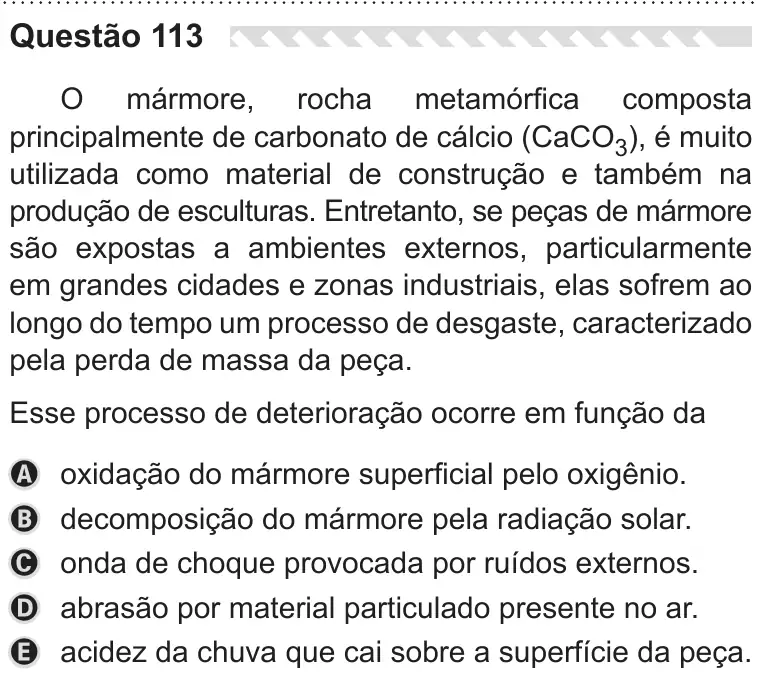 Questão 113
O mármore, rocha metamórfica composta
principalmente de carbonato de cálcio (CaCO₃), é muito
utilizada como material de construção e também na
produção de esculturas. Entretanto, se peças de mármore
são expostas a ambientes externos, particularmente
em grandes cidades e zonas industriais, elas sofrem ao
longo do tempo um processo de desgaste, caracterizado
pela perda de massa da peça.
Esse processo de deterioração ocorre em função da
A oxidação do mármore superficial pelo oxigênio.
B decomposição do mármore pela radiação solar.
C onda de choque provocada por ruídos externos.
D abrasão por material particulado presente no ar.
E acidez da chuva que cai sobre a superfície da peça.